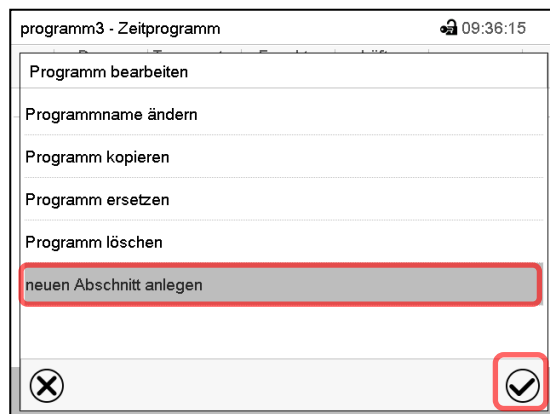 programm3 - Zeitprogramm 09:36:15
Programm bearbeiten
Programmname ändern
Programm kopieren
Programm ersetzen
Programm löschen
neuen Abschnitt anlegen